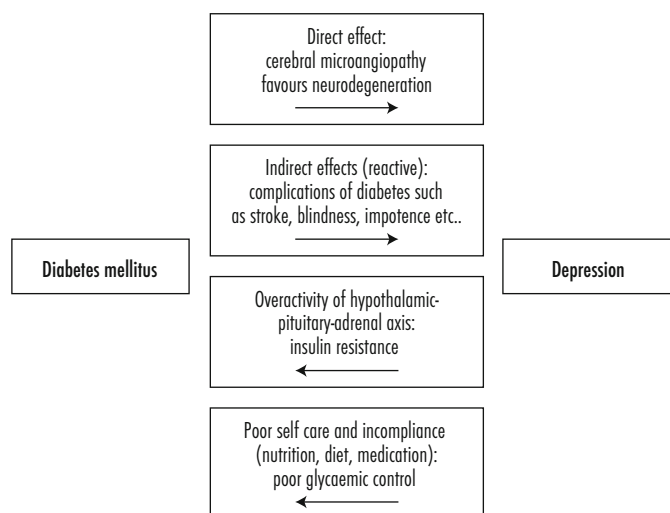 Direct effect:
cerebral microangiopathy
favours neurodegeneration
Indirect effects (reactive):
complications of diabetes such
as stroke, blindness, impotence etc..
Diabetes mellitus
Depression
Overactivity of hypothalamic-
pituitary-adrenal axis:
insulin resistance
Poor self care and incompliance
(nutrition, diet, medication):
poor glycaemic control